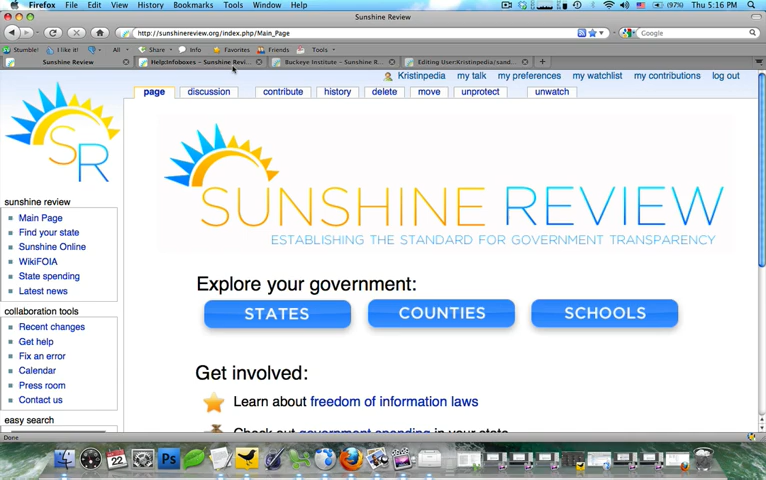 Firefox File Edit View History Bookmarks Tools Window Help (97%) Thu 5:16 PM
Sunshine Review
http://sunshinereview.org/index.php/Main_Page Google
Stumble! I like it! All Share Info Favorites Friends Tools
Sunshine Review Help:Infoboxes – Sunshine Revi... Buckeye Institute – Sunshine R... Editing User:Kristinpedia/sand...
Kristinpedia my talk my preferences my watchlist my contributions log out
page discussion contribute history delete move unprotect unwatch
SR
SUNSHINE REVIEW
ESTABLISHING THE STANDARD FOR GOVERNMENT TRANSPARENCY
sunshine review
Main Page
Find your state
Sunshine Online
WikiFOIA
State spending
Latest news
collaboration tools
Recent changes
Get help
Fix an error
Calendar
Press room
Contact us
easy search
Explore your government:
STATES COUNTIES SCHOOLS
Get involved:
Learn about freedom of information laws
Check out government spending in your state
Done
22 Ps